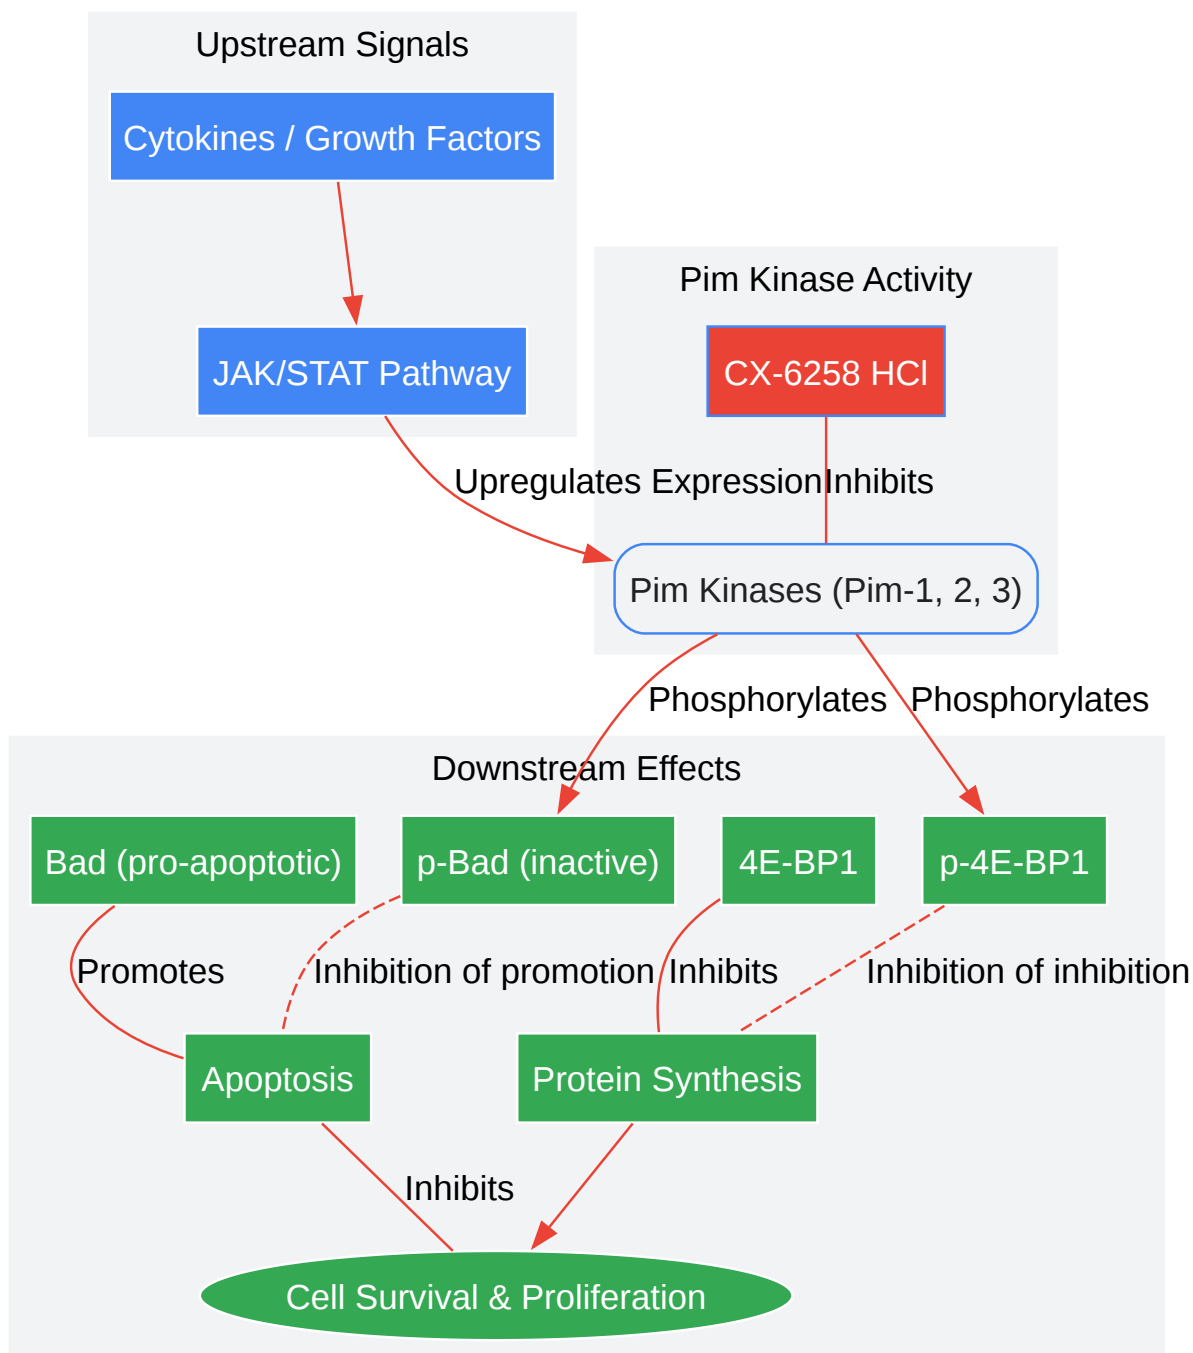 Upstream Signals
Cytokines / Growth Factors
Pim Kinase Activity
JAK/STAT Pathway
CX-6258 HCl
Upregulates Expression
Inhibits
Pim Kinases (Pim-1, 2, 3)
Phosphorylates
Phosphorylates
Downstream Effects
Bad (pro-apoptotic)
p-Bad (inactive)
4E-BP1
p-4E-BP1
Promotes
Inhibition of promotion
Inhibits
Inhibition of inhibition
Apoptosis
Protein Synthesis
Inhibits
Cell Survival & Proliferation